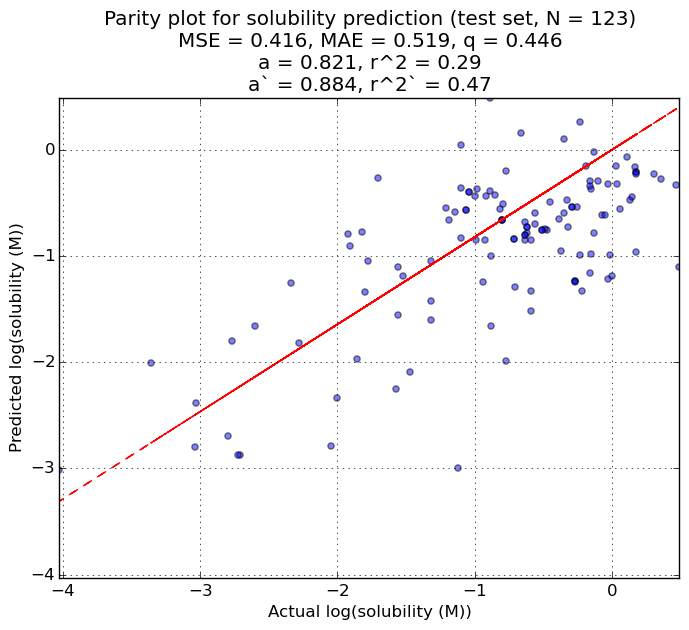 Parity plot for solubility prediction (test set, N = 123)
MSE = 0.416, MAE = 0.519, q = 0.446
a = 0.821, r^2 = 0.29
a` = 0.884, r^2` = 0.47
0
−1
−2
−3
−4
Predicted log(solubility (M))
−4 −3 −2 −1 0
Actual log(solubility (M))